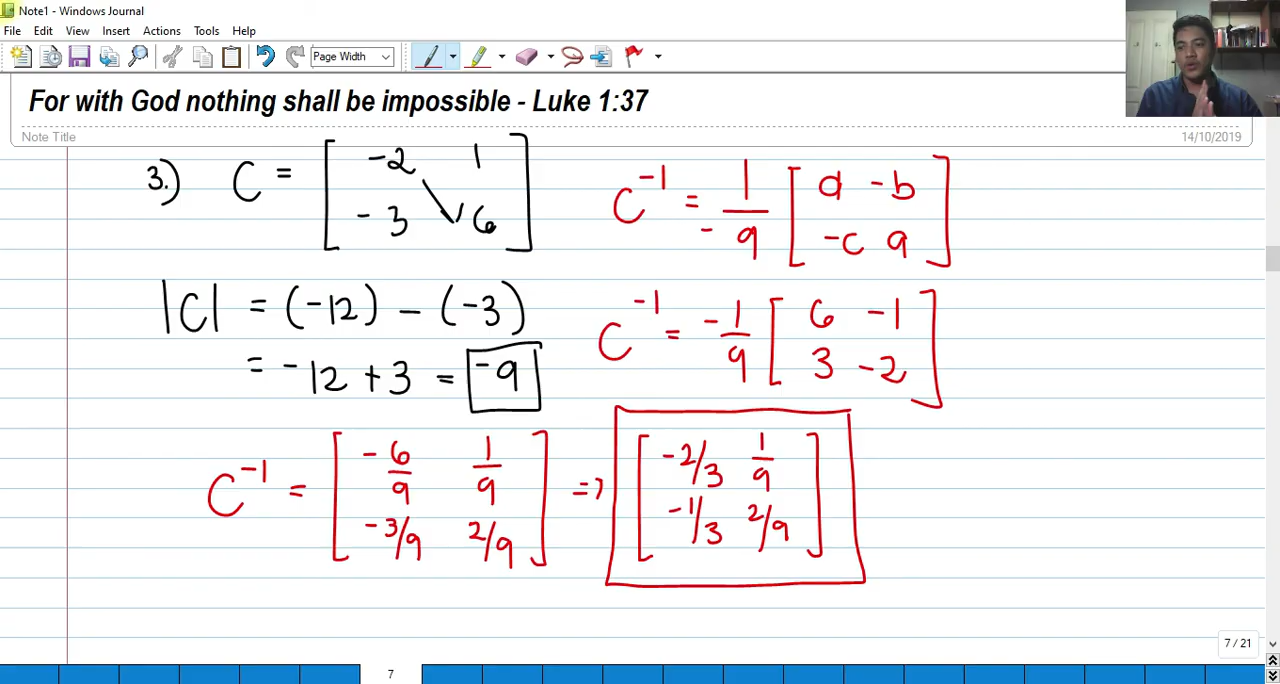 Note1 - Windows Journal
File Edit View Insert Actions Tools Help
Page Width
For with God nothing shall be impossible - Luke 1:37
Note Title
14/10/2019
3.) C = [ -2 1
-3 6 ]
|C| = (-12) - (-3)
= -12 + 3 = -9
C^-1 = 1/-9 [ d -b
-c a ]
C^-1 = -1/9 [ 6 -1
3 -2 ]
C^-1 = [ -6/9 1/9
-3/9 2/9 ] => [ -2/3 1/9
-1/3 2/9 ]
7 / 21
7